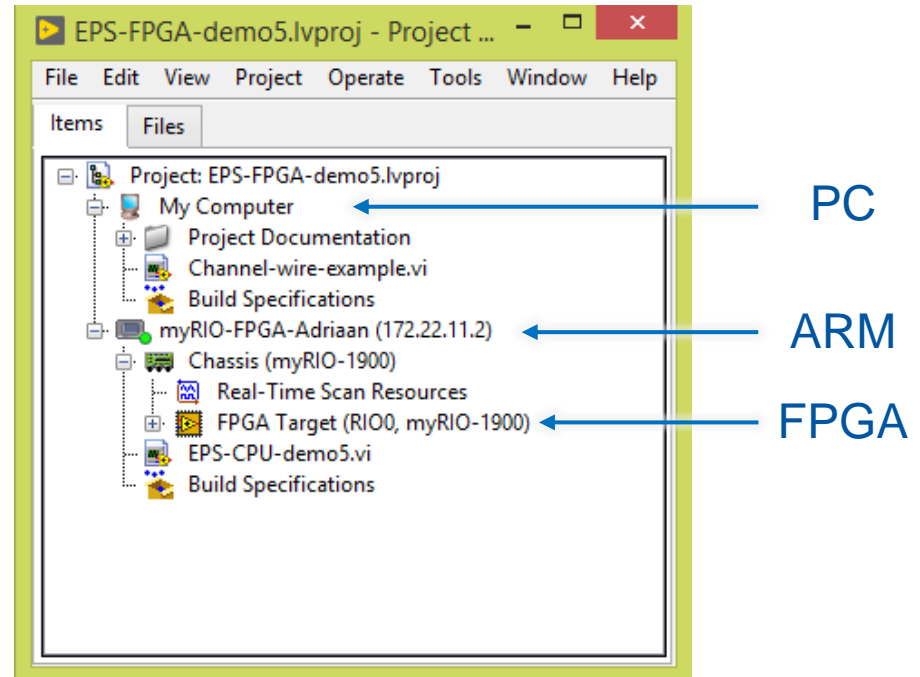 EPS-FPGA-demo5.lvproj - Project ...
File Edit View Project Operate Tools Window Help
Items Files
Project: EPS-FPGA-demo5.lvproj
My Computer PC
Project Documentation
Channel-wire-example.vi
Build Specifications
myRIO-FPGA-Adriaan (172.22.11.2) ARM
Chassis (myRIO-1900)
Real-Time Scan Resources
FPGA Target (RIO0, myRIO-1900) FPGA
EPS-CPU-demo5.vi
Build Specifications